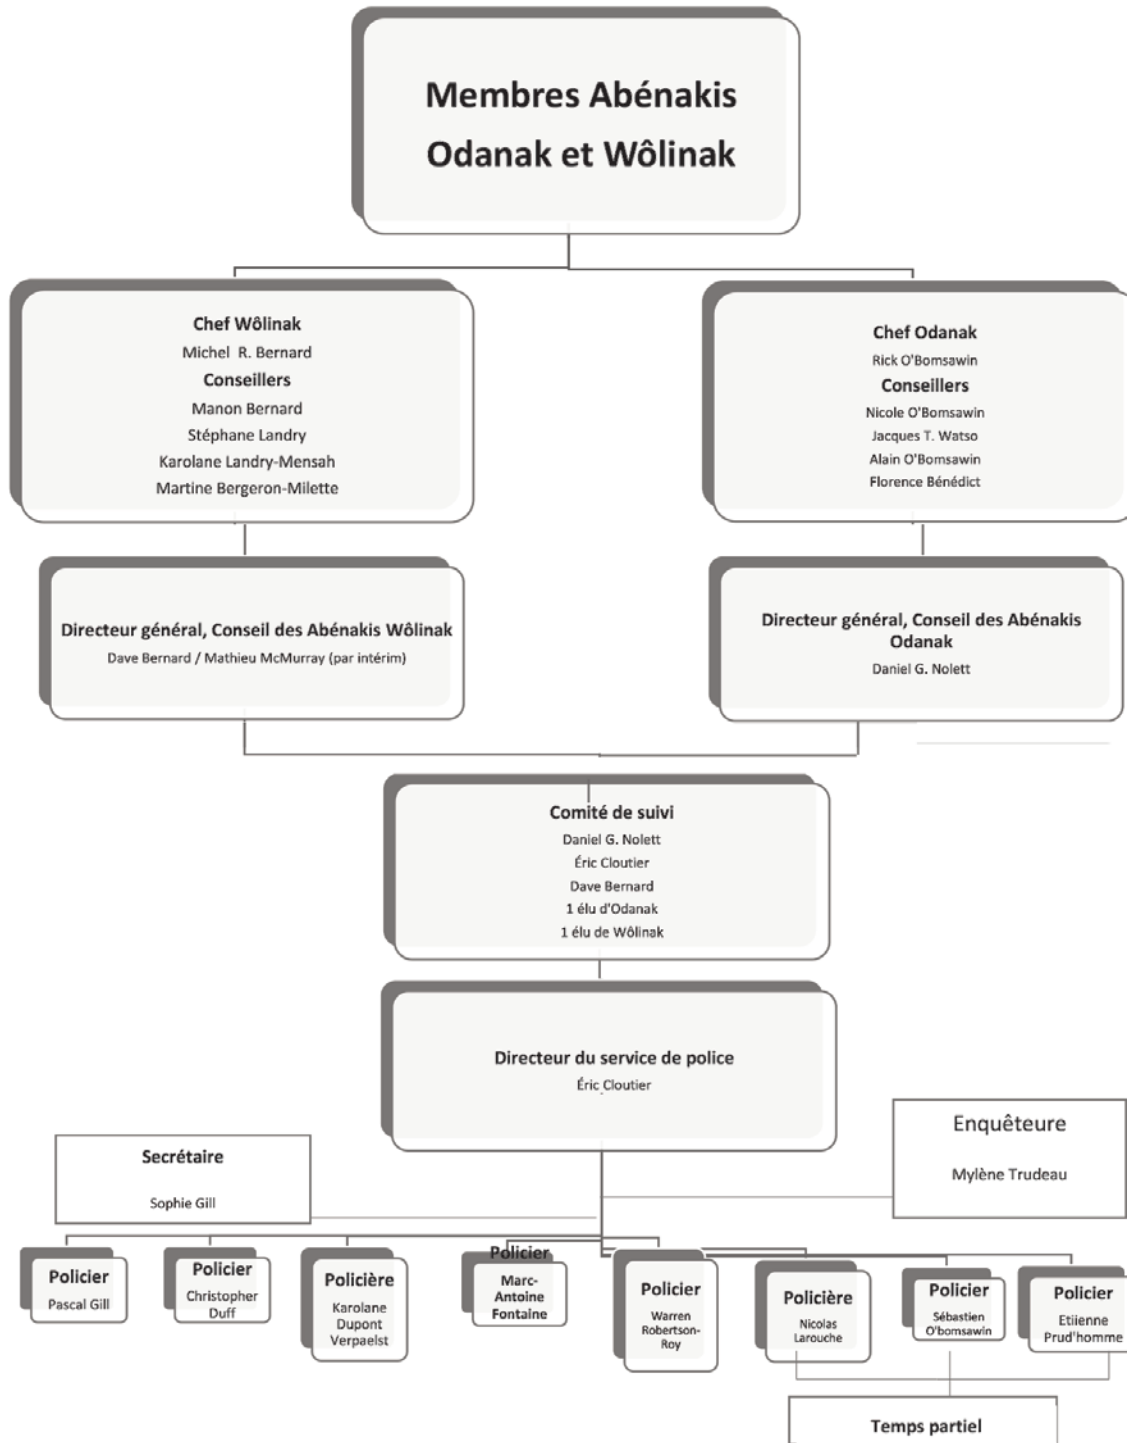 Membres Abénakis
Odanak et Wôlinak
Chef Wôlinak
Michel R. Bernard
Conseillers
Manon Bernard
Stéphane Landry
Karolane Landry-Mensah
Martine Bergeron-Milette
Chef Odanak
Rick O'Bomsawin
Conseillers
Nicole O'Bomsawin
Jacques T. Watso
Alain O'Bomsawin
Florence Bénédict
Directeur général, Conseil des Abénakis Wôlinak
Dave Bernard / Mathieu McMurray (par intérim)
Directeur général, Conseil des Abénakis
Odanak
Daniel G. Nolett
Comité de suivi
Daniel G. Nolett
Éric Cloutier
Dave Bernard
1 élu d'Odanak
1 élu de Wôlinak
Directeur du service de police
Éric Cloutier
Secrétaire
Sophie Gill
Enquêteure
Mylène Trudeau
Policier
Pascal Gill
Policier
Christopher
Duff
Policière
Karolane
Dupont
Verpaelst
Policier
Marc-
Antoine
Fontaine
Policier
Warren
Robertson-
Roy
Policière
Nicolas
Larouche
Policier
Sébastien
O'bomsawin
Policier
Etiienne
Prud'homme
Temps partiel